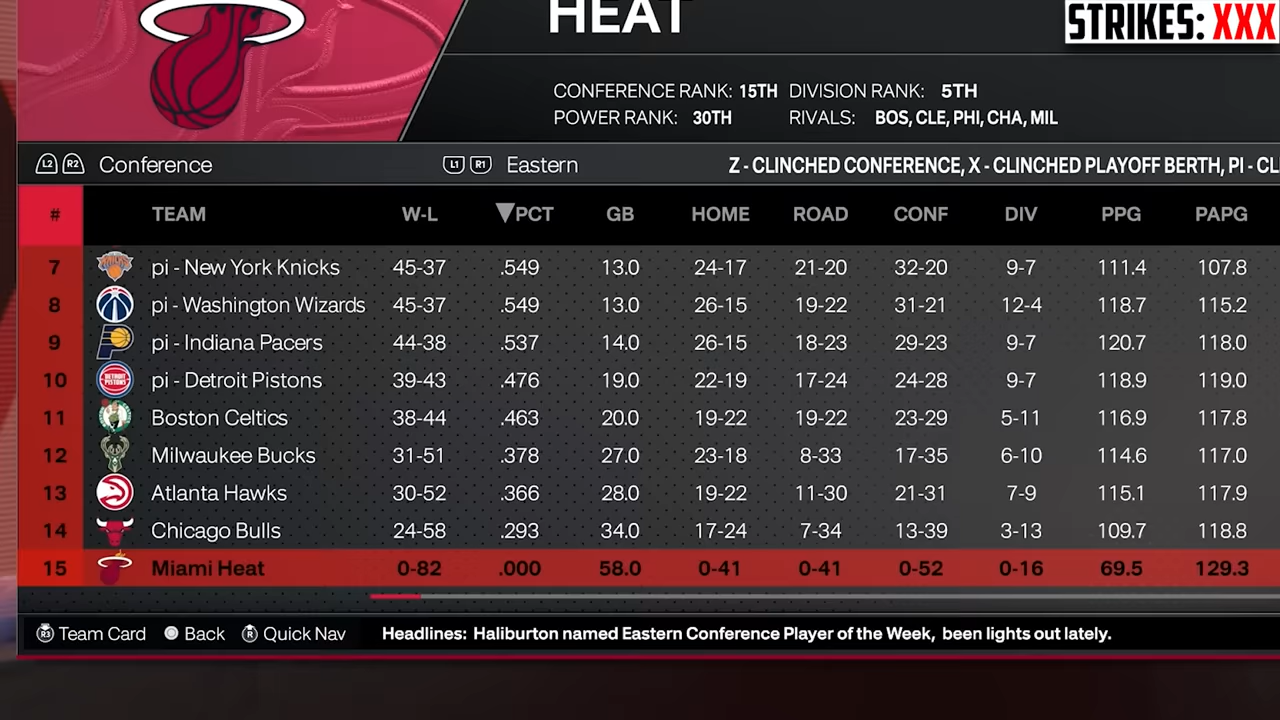 HEAT
STRIKES: XXX
CONFERENCE RANK: 15TH DIVISION RANK: 5TH
POWER RANK: 30TH RIVALS: BOS, CLE, PHI, CHA, MIL
L2 R2 Conference L1 R1 Eastern Z - CLINCHED CONFERENCE, X - CLINCHED PLAYOFF BERTH, PI - CL
# TEAM W-L PCT GB HOME ROAD CONF DIV PPG PAPG
7 pi - New York Knicks 45-37 .549 13.0 24-17 21-20 32-20 9-7 111.4 107.8
8 pi - Washington Wizards 45-37 .549 13.0 26-15 19-22 31-21 12-4 118.7 115.2
9 pi - Indiana Pacers 44-38 .537 14.0 26-15 18-23 29-23 9-7 120.7 118.0
10 pi - Detroit Pistons 39-43 .476 19.0 22-19 17-24 24-28 9-7 118.9 119.0
11 Boston Celtics 38-44 .463 20.0 19-22 19-22 23-29 5-11 116.9 117.8
12 Milwaukee Bucks 31-51 .378 27.0 23-18 8-33 17-35 6-10 114.6 117.0
13 Atlanta Hawks 30-52 .366 28.0 19-22 11-30 21-31 7-9 115.1 117.9
14 Chicago Bulls 24-58 .293 34.0 17-24 7-34 13-39 3-13 109.7 118.8
15 Miami Heat 0-82 .000 58.0 0-41 0-41 0-52 0-16 69.5 129.3
R3 Team Card Back R Quick Nav Headlines: Haliburton named Eastern Conference Player of the Week, been lights out lately.